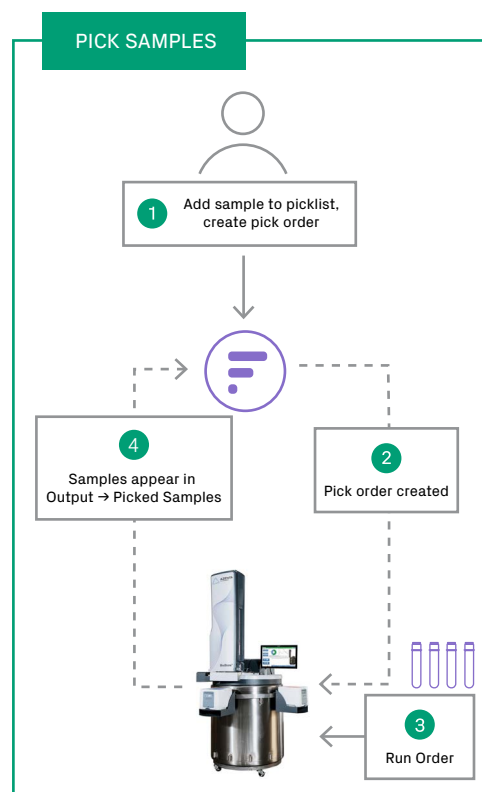 PICK SAMPLES
1
Add sample to picklist,
create pick order
4
Samples appear in
Output → Picked Samples
2
Pick order created
3
Run Order